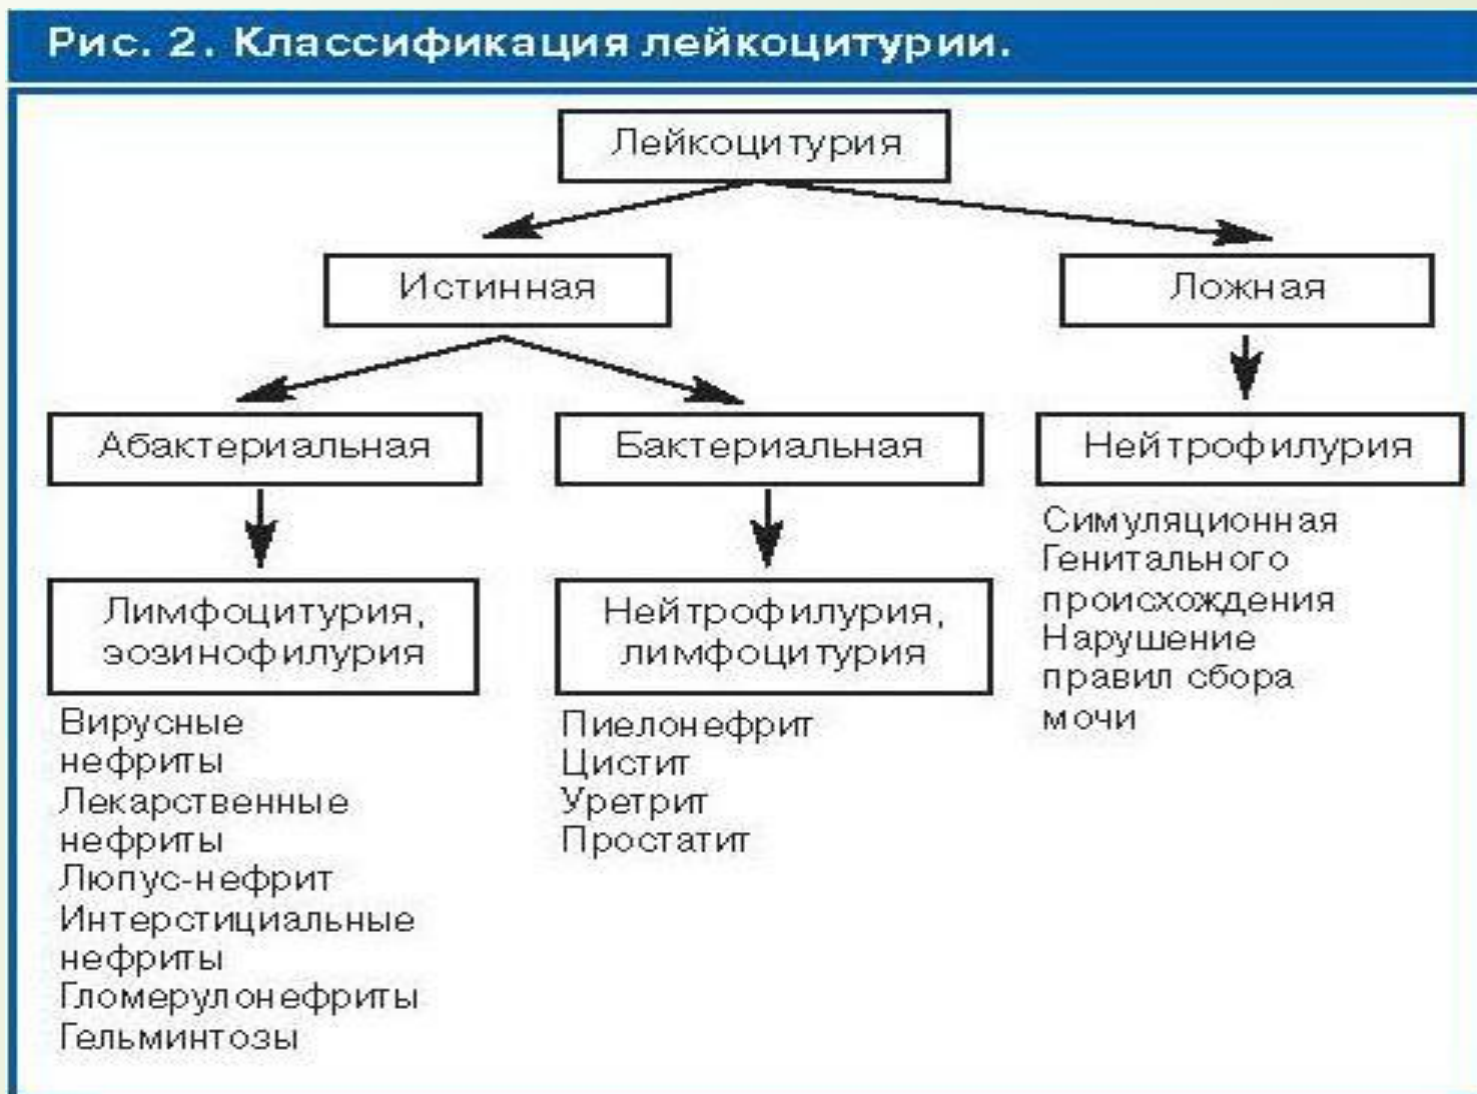 Рис. 2. Классификация лейкоцитурии.
Лейкоцитурия
Истинная
Ложная
Абактериальная
Бактериальная
Нейтрофилурия
Симуляционная
Генитального
происхождения
Нарушение
правил сбора
мочи
Лимфоцитурия,
эозинофилурия
Нейтрофилурия,
лимфоцитурия
Вирусные
нефриты
Лекарственные
нефриты
Люпус-нефрит
Интерстициальные
нефриты
Гломерулонефриты
Гельминтозы
Пиелонефрит
Цистит
Уретрит
Простатит